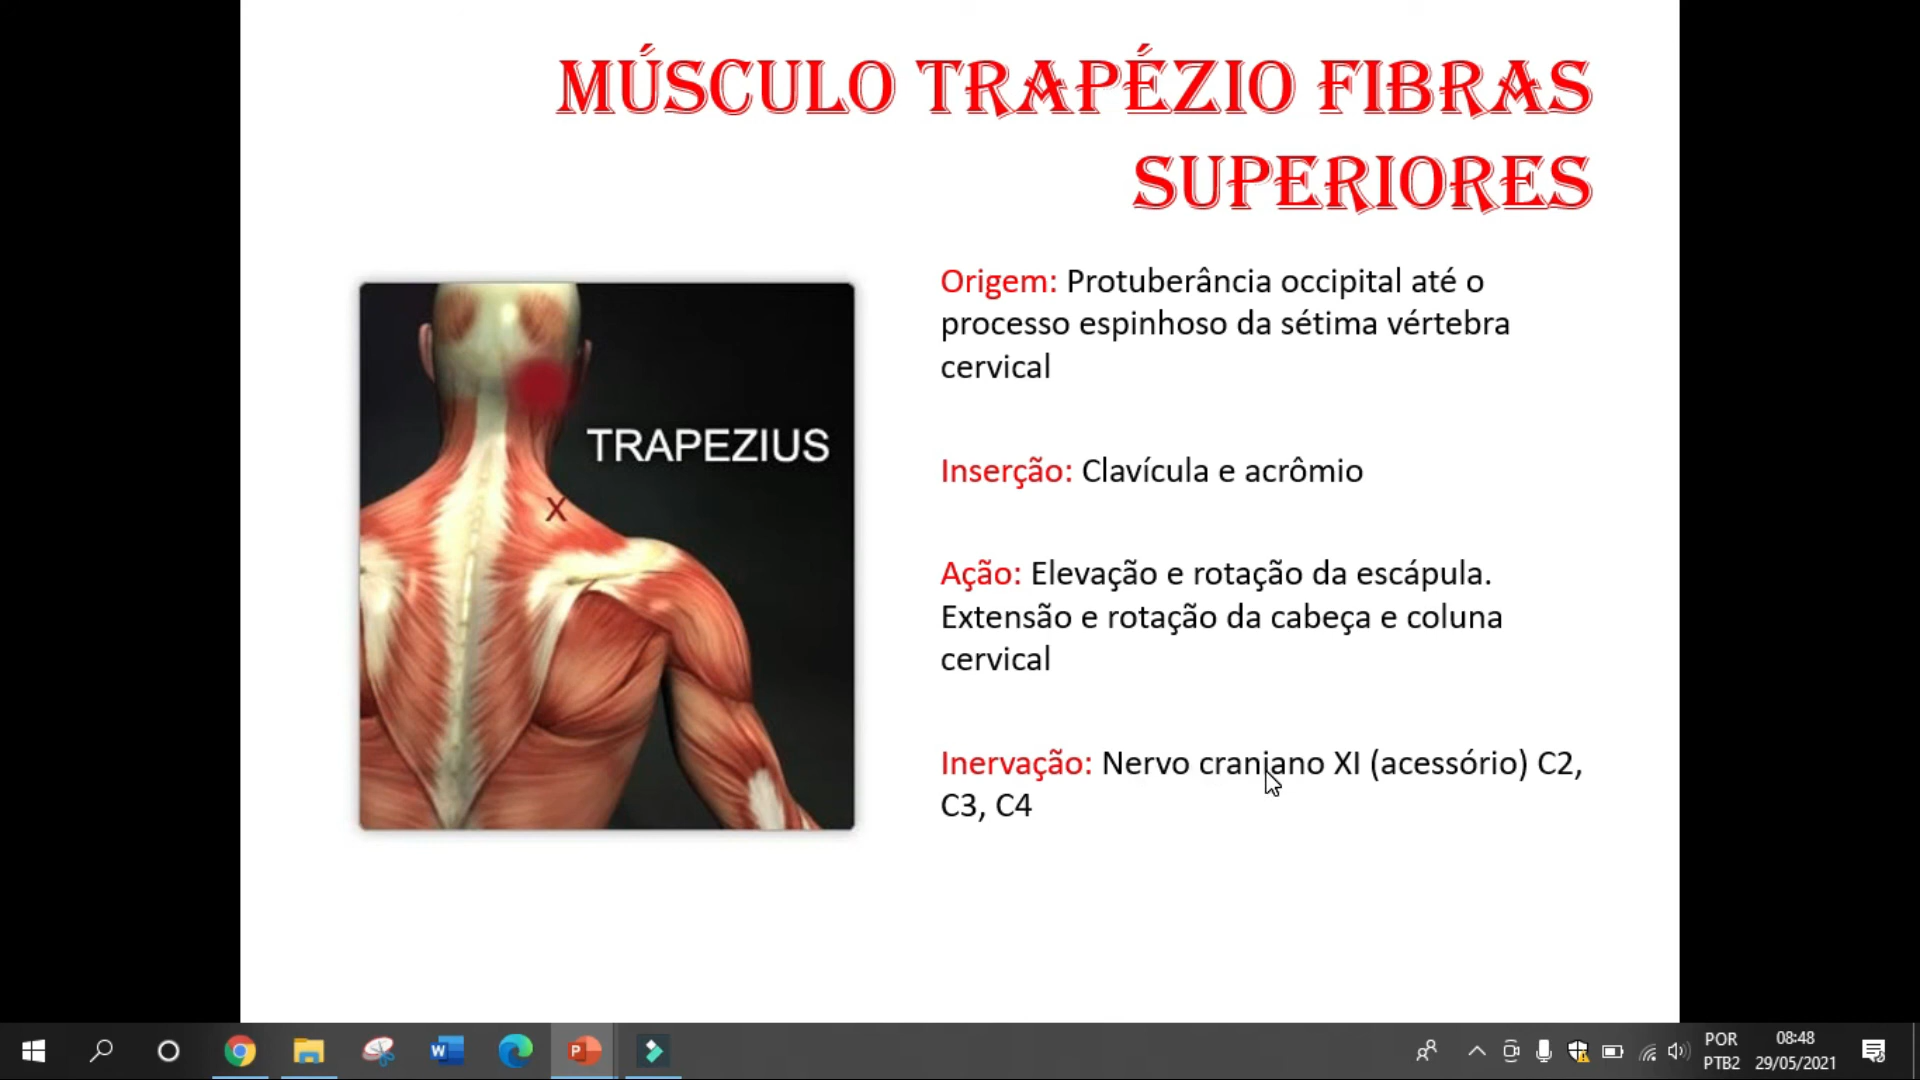 MÚSCULO TRAPÉZIO FIBRAS
SUPERIORES
Origem: Protuberância occipital até o
processo espinhoso da sétima vértebra
cervical
TRAPEZIUS
X
Inserção: Clavícula e acrômio
Ação: Elevação e rotação da escápula.
Extensão e rotação da cabeça e coluna
cervical
Inervação: Nervo craniano XI (acessório) C2,
C3, C4
POR
PTB2
08:48
29/05/2021